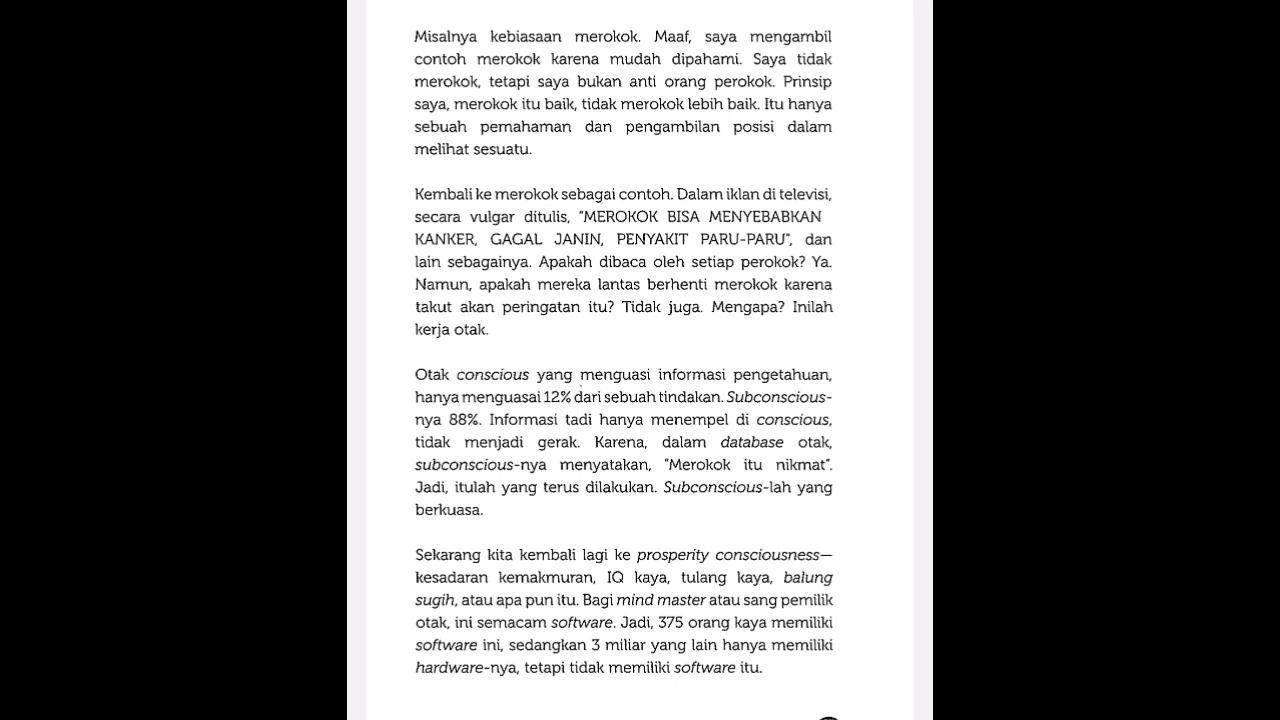 Misalnya kebiasaan merokok. Maaf, saya mengambil
contoh merokok karena mudah dipahami. Saya tidak
merokok, tetapi saya bukan anti orang perokok. Prinsip
saya, merokok itu baik, tidak merokok lebih baik. Itu hanya
sebuah pemahaman dan pengambilan posisi dalam
melihat sesuatu.
Kembali ke merokok sebagai contoh. Dalam iklan di televisi,
secara vulgar ditulis, "MEROKOK BISA MENYEBABKAN
KANKER, GAGAL JANIN, PENYAKIT PARU-PARU", dan
lain sebagainya. Apakah dibaca oleh setiap perokok? Ya.
Namun, apakah mereka lantas berhenti merokok karena
takut akan peringatan itu? Tidak juga. Mengapa? Inilah
kerja otak.
Otak conscious yang menguasi informasi pengetahuan,
hanya menguasai 12% dari sebuah tindakan. Subconscious-
nya 88%. Informasi tadi hanya menempel di conscious,
tidak menjadi gerak. Karena, dalam database otak,
subconscious-nya menyatakan, "Merokok itu nikmat".
Jadi, itulah yang terus dilakukan. Subconscious-lah yang
berkuasa.
Sekarang kita kembali lagi ke prosperity consciousness—
kesadaran kemakmuran, IQ kaya, tulang kaya, balung
sugih, atau apa pun itu. Bagi mind master atau sang pemilik
otak, ini semacam software. Jadi, 375 orang kaya memiliki
software ini, sedangkan 3 miliar yang lain hanya memiliki
hardware-nya, tetapi tidak memiliki software itu.